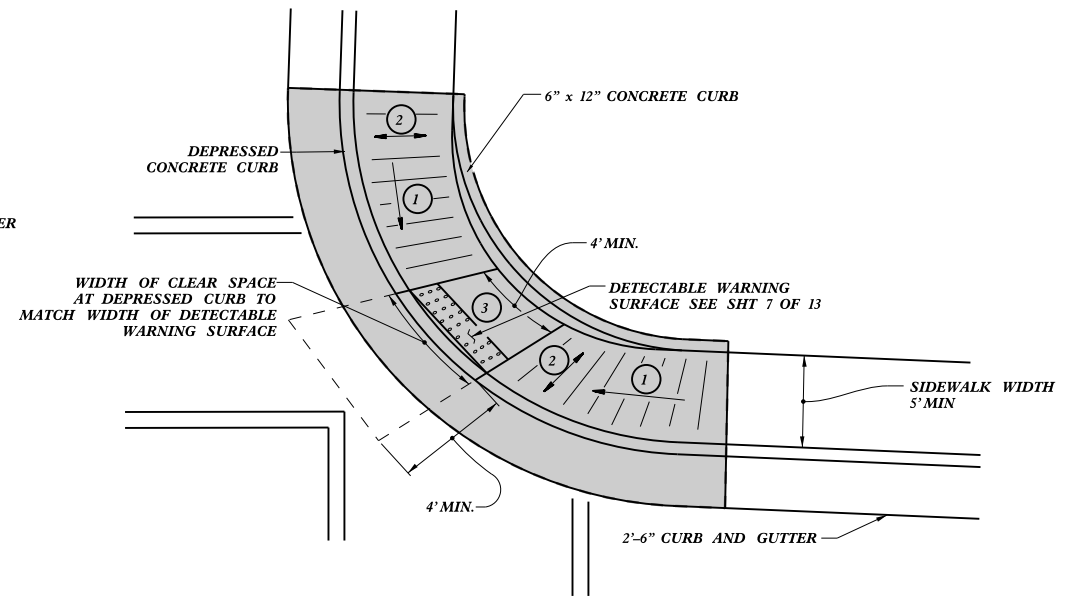 6" x 12" CONCRETE CURB
2
DEPRESSED
CONCRETE CURB
1
ER
4' MIN.
WIDTH OF CLEAR SPACE
AT DEPRESSED CURB TO
MATCH WIDTH OF DETECTABLE
WARNING SURFACE
DETECTABLE WARNING
SURFACE SEE SHT 7 OF 13
3
2
1
SIDEWALK WIDTH
5' MIN
4' MIN.
2'-6" CURB AND GUTTER